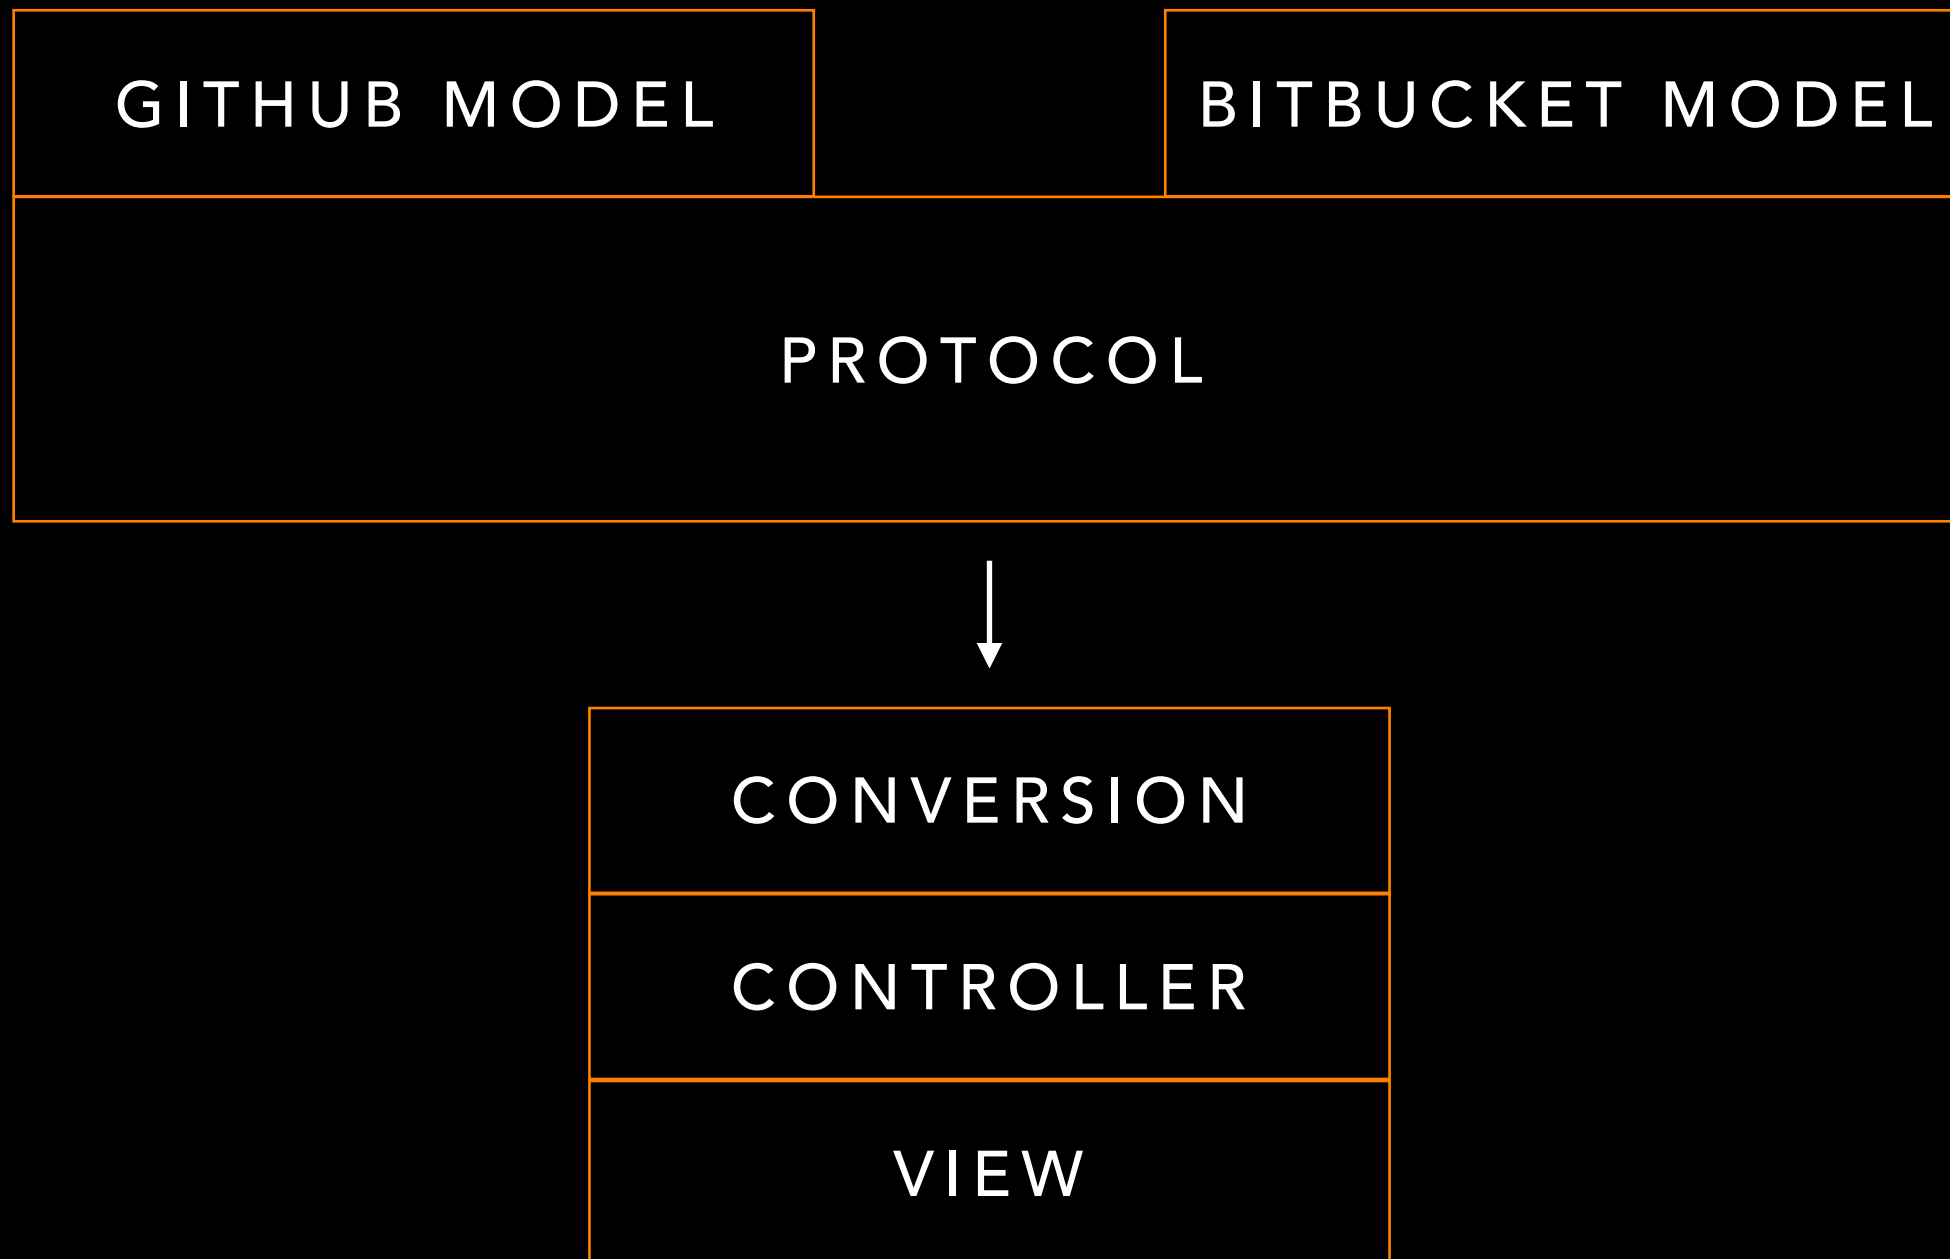 GITHUB MODEL
BITBUCKET MODEL
PROTOCOL
CONVERSION
CONTROLLER
VIEW